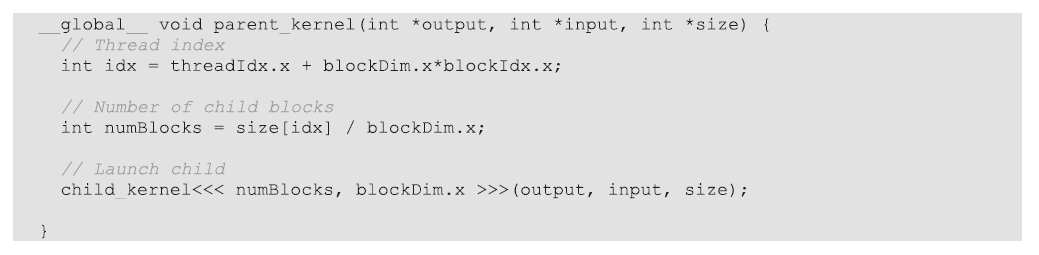 __global__ void parent_kernel(int *output, int *input, int *size) {
// Thread index
int idx = threadIdx.x + blockDim.x*blockIdx.x;
// Number of child blocks
int numBlocks = size[idx] / blockDim.x;
// Launch child
child_kernel<<< numBlocks, blockDim.x >>>(output, input, size);
}